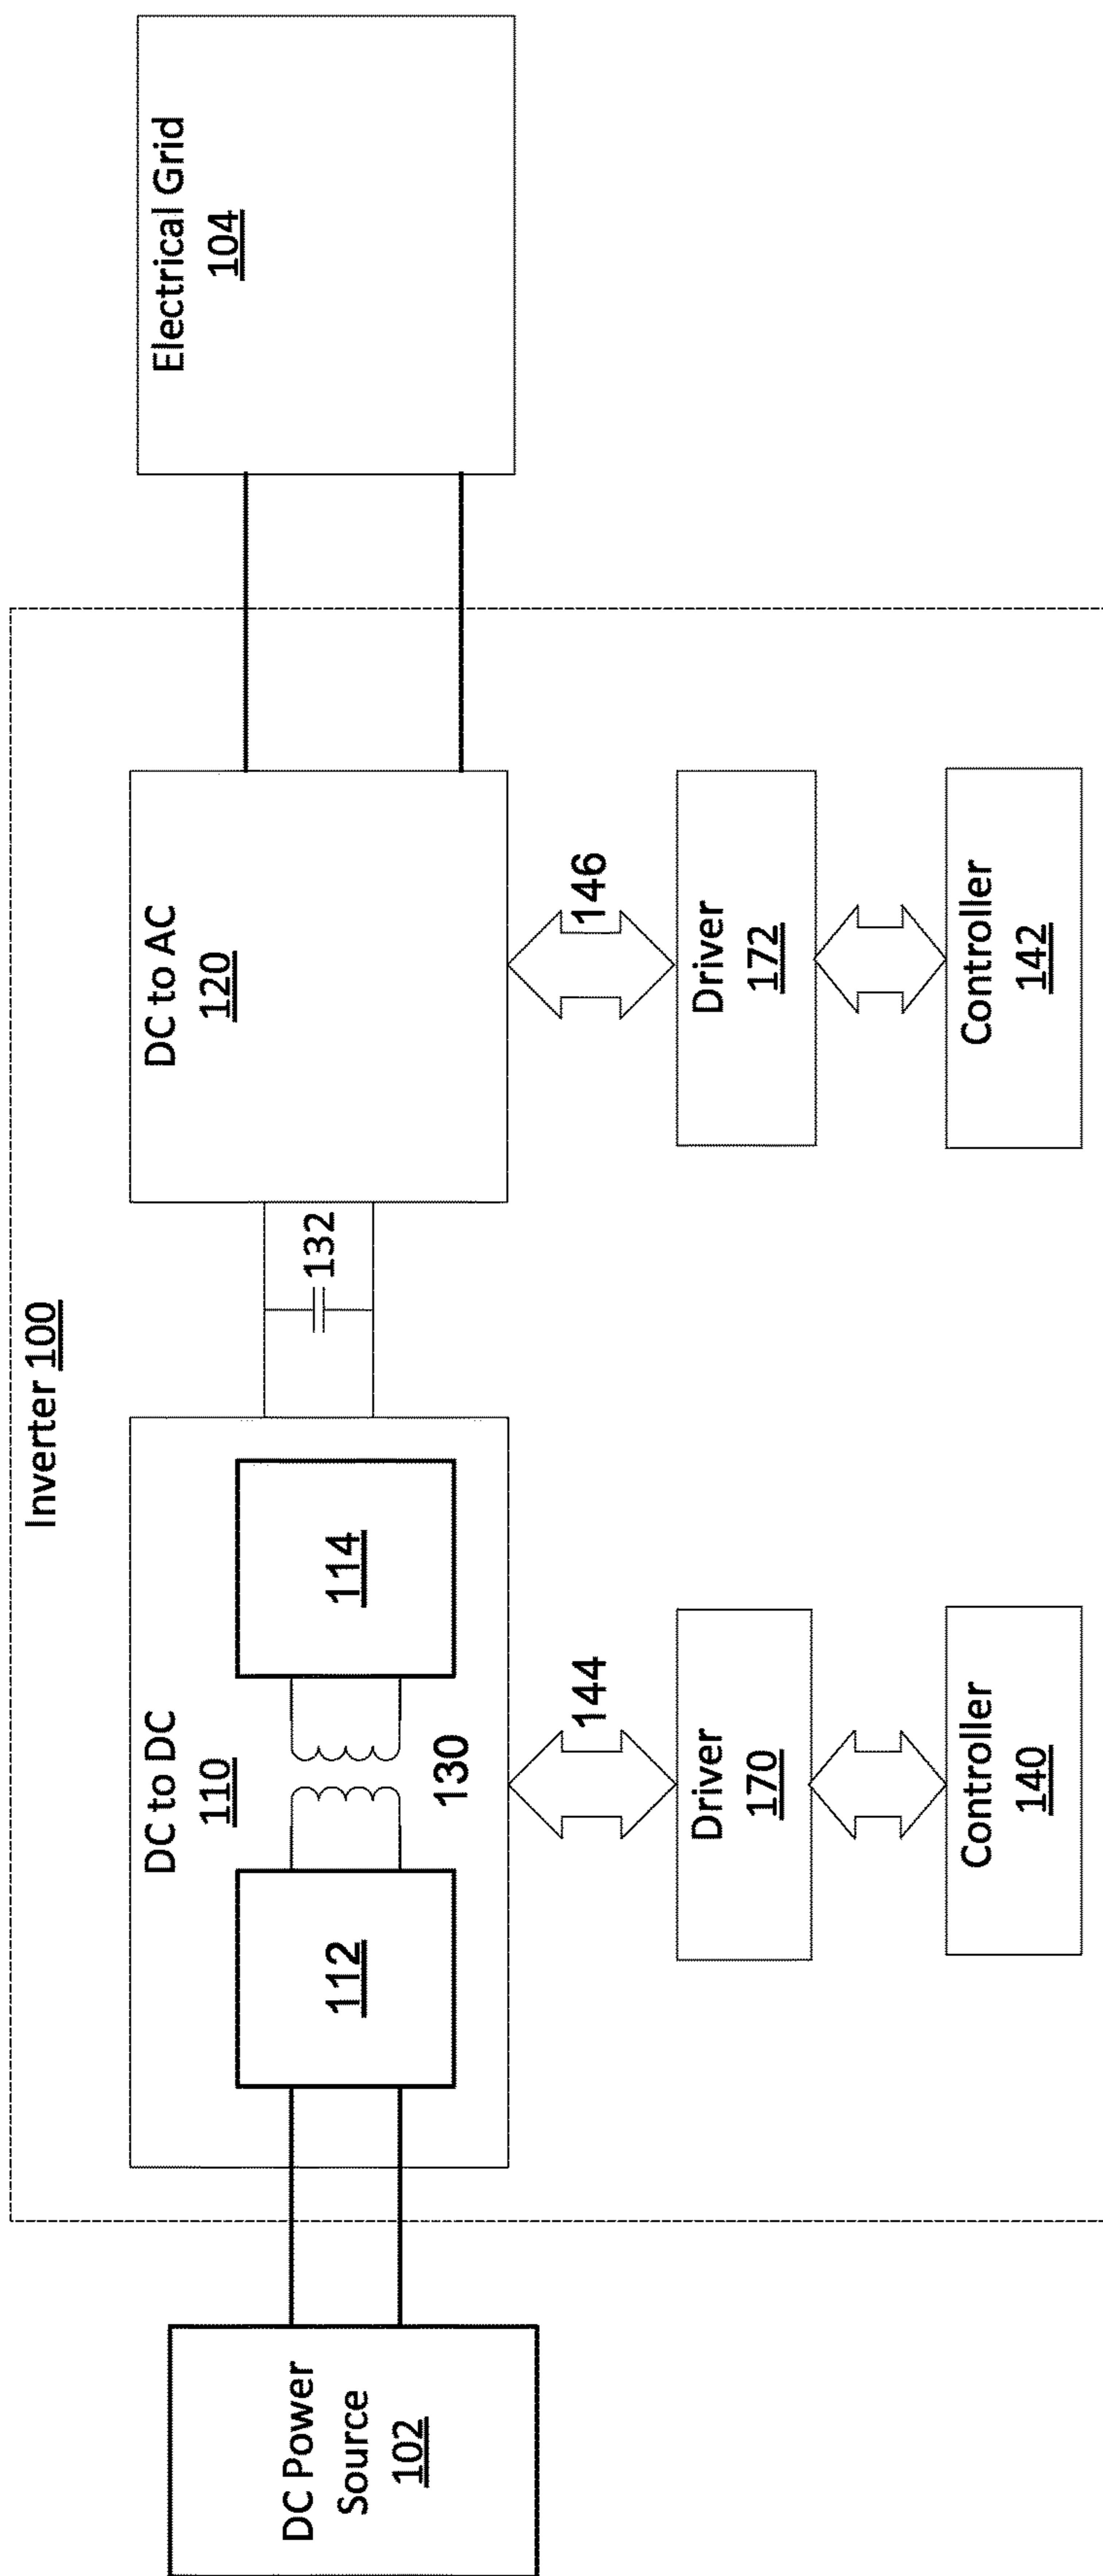 Inverter 100
DC Power
Source
102
DC to DC
110
112
114
130
132
DC to AC
120
Electrical Grid
104
144
146
Driver
170
Driver
172
Controller
140
Controller
142